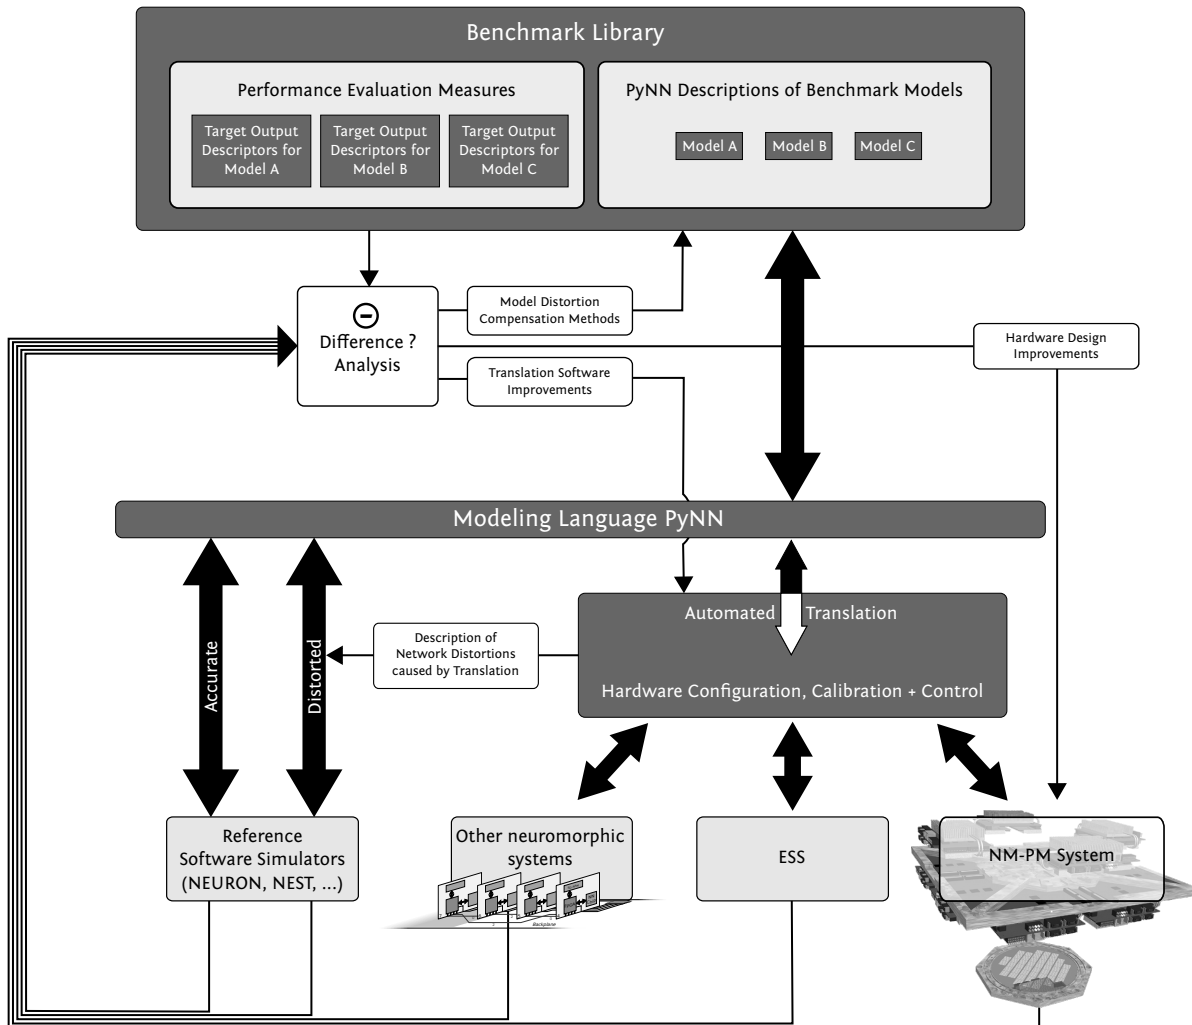 Benchmark Library
Performance Evaluation Measures
Target Output
Descriptors for
Model A
Target Output
Descriptors for
Model B
Target Output
Descriptors for
Model C
PyNN Descriptions of Benchmark Models
Model A
Model B
Model C
Difference ?
Analysis
Model Distortion
Compensation Methods
Translation Software
Improvements
Hardware Design
Improvements
Modeling Language PyNN
Accurate
Distorted
Description of
Network Distortions
caused by Translation
Automated Translation
Hardware Configuration, Calibration + Control
Reference
Software Simulators
(NEURON, NEST, ...)
Other neuromorphic
systems
Backplane
ESS
NM-PM System